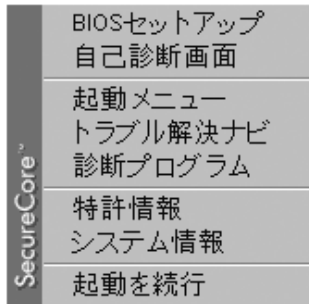 BIOSセットアップ
自己診断画面
起動メニュー
トラブル解決ナビ
診断プログラム
特許情報
システム情報
起動を続行
SecureCore™